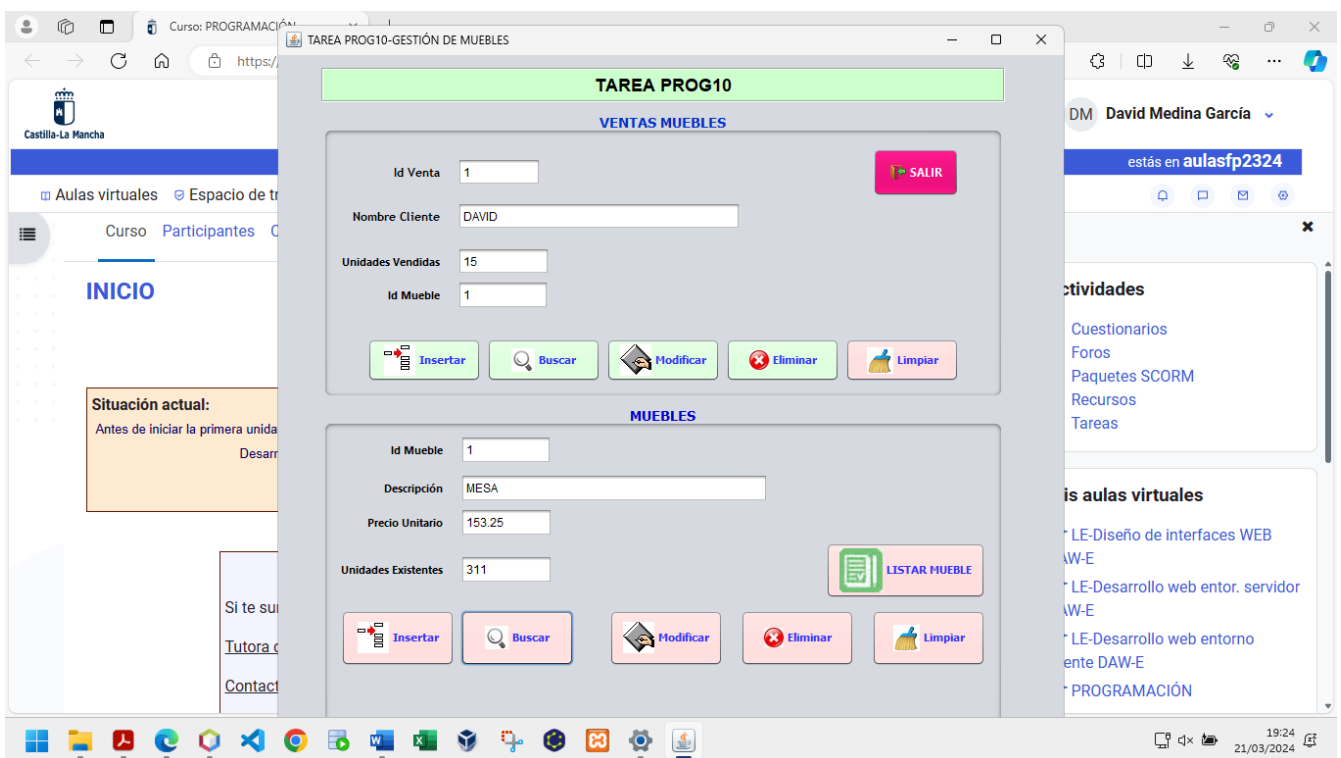 Curso: PROGRAMACIÓN
https:/
TAREA PROG10-GESTIÓN DE MUEBLES
TAREA PROG10
VENTAS MUEBLES
Id Venta 1
SALIR
Nombre Cliente DAVID
Unidades Vendidas 15
Id Mueble 1
Insertar Buscar Modificar Eliminar Limpiar
MUEBLES
Id Mueble 1
Descripción MESA
Precio Unitario 153.25
Unidades Existentes 311
LISTAR MUEBLE
Insertar Buscar Modificar Eliminar Limpiar
Castilla-La Mancha
DM David Medina García
estás en aulasfp2324
Aulas virtuales Espacio de tr
Curso Participantes C
INICIO
Situación actual:
Antes de iniciar la primera unida
Desarr
Si te su
Tutora
Contact
ctividades
Cuestionarios
Foros
Paquetes SCORM
Recursos
Tareas
is aulas virtuales
LE-Diseño de interfaces WEB
AW-E
LE-Desarrollo web entor. servidor
AW-E
LE-Desarrollo web entorno
ente DAW-E
PROGRAMACIÓN
19:24
21/03/2024